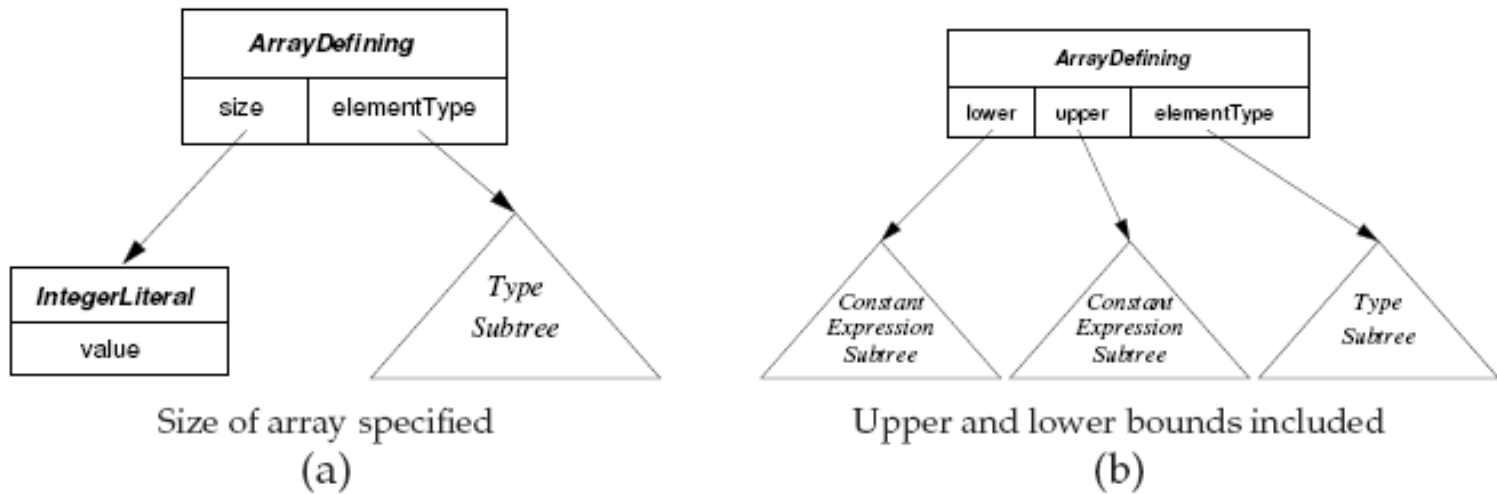 ArrayDefining
size elementType
IntegerLiteral
value
Type
Subtree
Size of array specified
(a)
ArrayDefining
lower upper elementType
Constant
Expression
Subtree
Constant
Expression
Subtree
Type
Subtree
Upper and lower bounds included
(b)